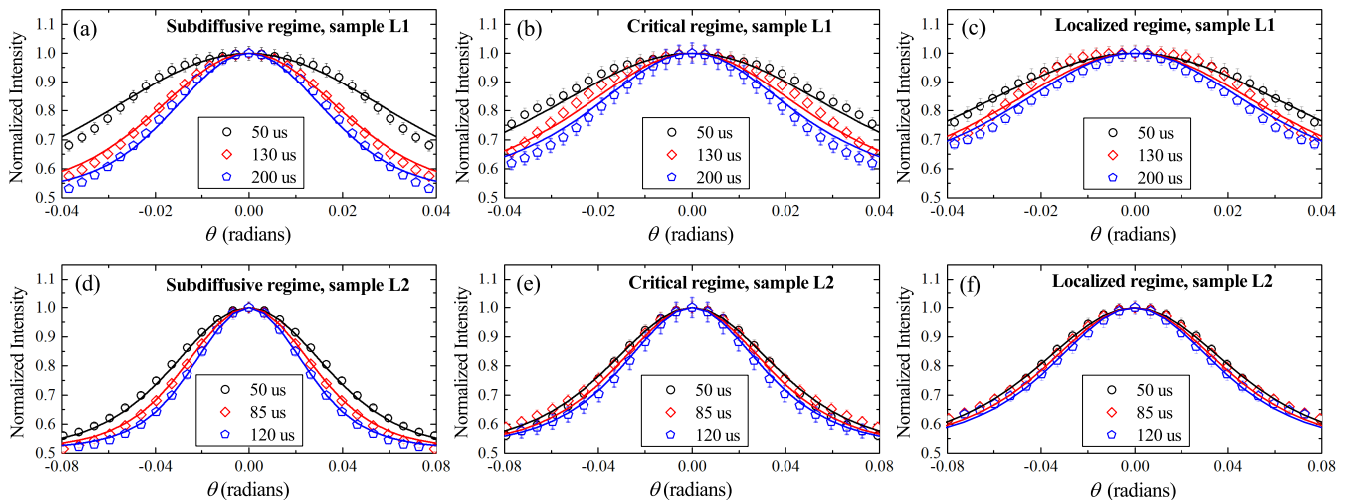 (a) Subdiffusive regime, sample L1
Normalized Intensity
1.1
1.0
0.9
0.8
0.7
0.6
0.5
50 us
130 us
200 us
-0.04 -0.02 0.00 0.02 0.04
θ (radians)
(b) Critical regime, sample L1
Normalized Intensity
1.1
1.0
0.9
0.8
0.7
0.6
0.5
50 us
130 us
200 us
-0.04 -0.02 0.00 0.02 0.04
θ (radians)
(c) Localized regime, sample L1
Normalized Intensity
1.1
1.0
0.9
0.8
0.7
0.6
0.5
50 us
130 us
200 us
-0.04 -0.02 0.00 0.02 0.04
θ (radians)
(d) Subdiffusive regime, sample L2
Normalized Intensity
1.1
1.0
0.9
0.8
0.7
0.6
0.5
50 us
85 us
120 us
-0.08 -0.04 0.00 0.04 0.08
θ (radians)
(e) Critical regime, sample L2
Normalized Intensity
1.1
1.0
0.9
0.8
0.7
0.6
0.5
50 us
85 us
120 us
-0.08 -0.04 0.00 0.04 0.08
θ (radians)
(f) Localized regime, sample L2
Normalized Intensity
1.1
1.0
0.9
0.8
0.7
0.6
0.5
50 us
85 us
120 us
-0.08 -0.04 0.00 0.04 0.08
θ (radians)